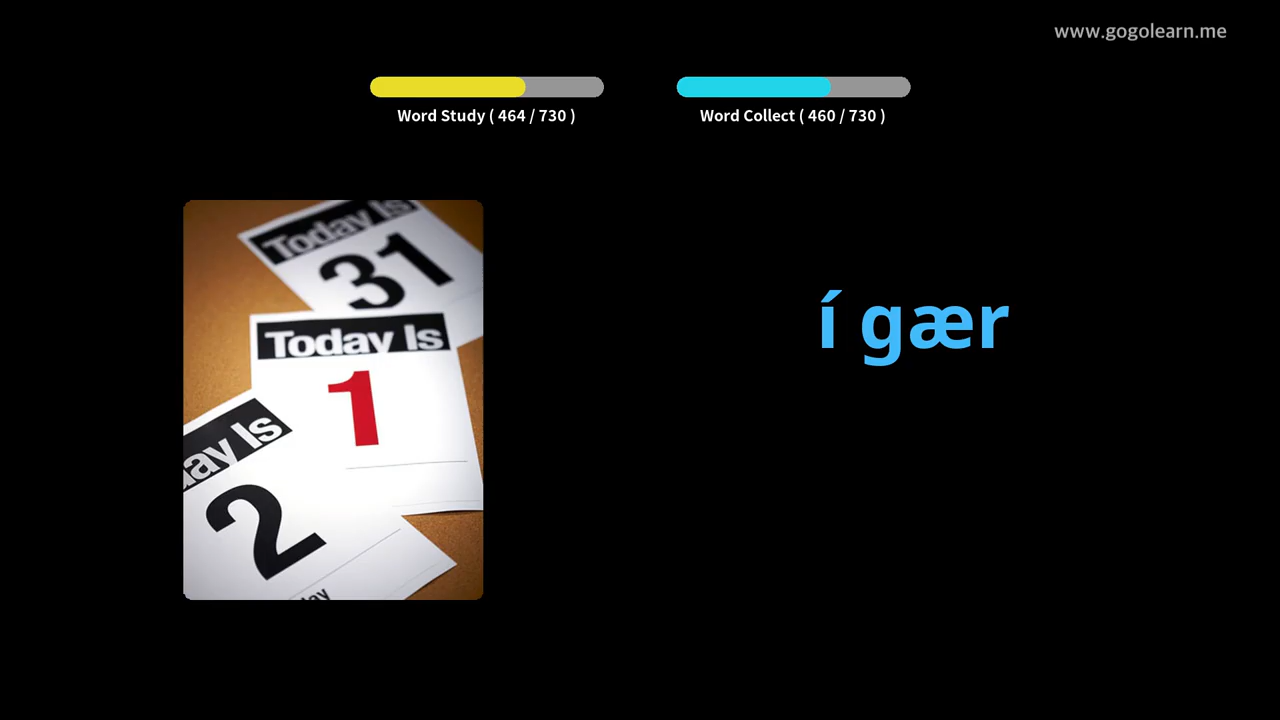 www.gogolearn.me
Word Study ( 464 / 730 )
Word Collect ( 460 / 730 )
Today Is
31
Today Is
1
ay Is
2
ay
í gær